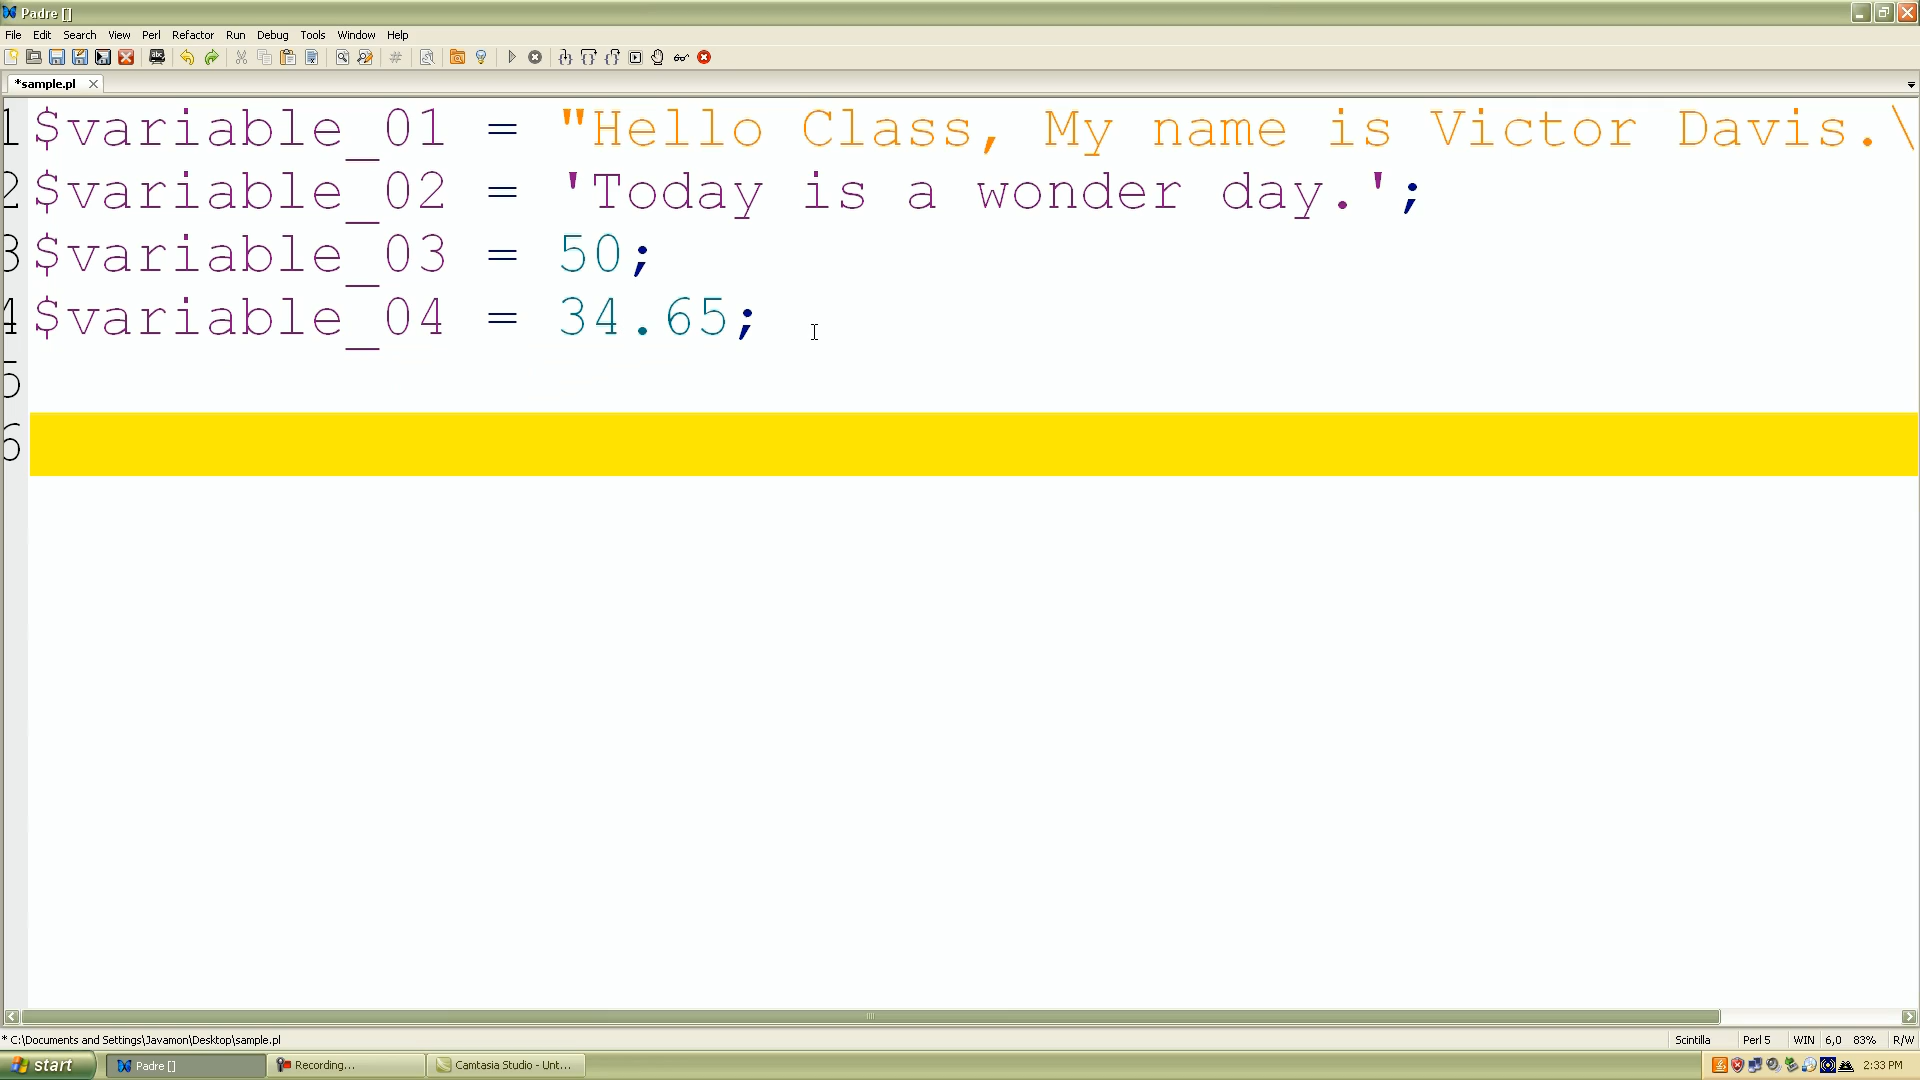 Padre []
File Edit Search View Perl Refactor Run Debug Tools Window Help
*sample.pl
1 $variable_01 = "Hello Class, My name is Victor Davis.\
2 $variable_02 = 'Today is a wonder day.';
3 $variable_03 = 50;
4 $variable_04 = 34.65;
5
6
* C:\Documents and Settings\Javamon\Desktop\sample.pl Scintilla Perl 5 WIN 6,0 83% R/W
start Padre [] Recording... Camtasia Studio - Unt... 2:33 PM